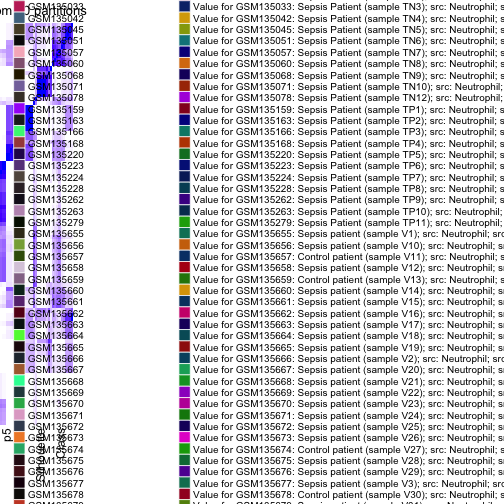 partitions
GSM135033 Value for GSM135033: Sepsis Patient (sample TN3); src: Neutrophil; s
GSM135042 Value for GSM135042: Sepsis Patient (sample TN4); src: Neutrophil; s
GSM135045 Value for GSM135045: Sepsis Patient (sample TN5); src: Neutrophil; s
GSM135051 Value for GSM135051: Sepsis Patient (sample TN6); src: Neutrophil; s
GSM135057 Value for GSM135057: Sepsis Patient (sample TN7); src: Neutrophil; s
GSM135060 Value for GSM135060: Sepsis Patient (sample TN8); src: Neutrophil; s
GSM135068 Value for GSM135068: Sepsis Patient (sample TN9); src: Neutrophil; s
GSM135071 Value for GSM135071: Sepsis Patient (sample TN10); src: Neutrophil;
GSM135078 Value for GSM135078: Sepsis Patient (sample TN12); src: Neutrophil;
GSM135159 Value for GSM135159: Sepsis Patient (sample TP1); src: Neutrophil; s
GSM135163 Value for GSM135163: Sepsis Patient (sample TP2); src: Neutrophil; s
GSM135166 Value for GSM135166: Sepsis Patient (sample TP3); src: Neutrophil; s
GSM135168 Value for GSM135168: Sepsis Patient (sample TP4); src: Neutrophil; s
GSM135220 Value for GSM135220: Sepsis Patient (sample TP5); src: Neutrophil; s
GSM135223 Value for GSM135223: Sepsis Patient (sample TP6); src: Neutrophil; s
GSM135224 Value for GSM135224: Sepsis Patient (sample TP7); src: Neutrophil; s
GSM135228 Value for GSM135228: Sepsis Patient (sample TP8); src: Neutrophil; s
GSM135262 Value for GSM135262: Sepsis Patient (sample TP9); src: Neutrophil; s
GSM135263 Value for GSM135263: Sepsis Patient (sample TP10); src: Neutrophil;
GSM135279 Value for GSM135279: Sepsis Patient (sample TP11); src: Neutrophil;
GSM135655 Value for GSM135655: Sepsis patient (sample V1); src: Neutrophil; src
GSM135656 Value for GSM135656: Sepsis patient (sample V10); src: Neutrophil; s
GSM135657 Value for GSM135657: Control patient (sample V11); src: Neutrophil; s
GSM135658 Value for GSM135658: Sepsis patient (sample V12); src: Neutrophil; s
GSM135659 Value for GSM135659: Control patient (sample V13); src: Neutrophil; s
GSM135660 Value for GSM135660: Sepsis patient (sample V14); src: Neutrophil; s
GSM135661 Value for GSM135661: Sepsis patient (sample V15); src: Neutrophil; s
GSM135662 Value for GSM135662: Sepsis patient (sample V16); src: Neutrophil; s
GSM135663 Value for GSM135663: Sepsis patient (sample V17); src: Neutrophil; s
GSM135664 Value for GSM135664: Sepsis patient (sample V18); src: Neutrophil; s
GSM135665 Value for GSM135665: Sepsis patient (sample V19); src: Neutrophil; s
GSM135666 Value for GSM135666: Sepsis patient (sample V2); src: Neutrophil; src
GSM135667 Value for GSM135667: Sepsis patient (sample V20); src: Neutrophil; s
GSM135668 Value for GSM135668: Sepsis patient (sample V21); src: Neutrophil; s
GSM135669 Value for GSM135669: Sepsis patient (sample V22); src: Neutrophil; s
GSM135670 Value for GSM135670: Sepsis patient (sample V23); src: Neutrophil; s
GSM135671 Value for GSM135671: Sepsis patient (sample V24); src: Neutrophil; s
GSM135672 Value for GSM135672: Sepsis patient (sample V25); src: Neutrophil; s
GSM135673 Value for GSM135673: Sepsis patient (sample V26); src: Neutrophil; s
GSM135674 Value for GSM135674: Control patient (sample V27); src: Neutrophil; s
GSM135675 Value for GSM135675: Sepsis patient (sample V28); src: Neutrophil; s
GSM135676 Value for GSM135676: Sepsis patient (sample V29); src: Neutrophil; s
GSM135677 Value for GSM135677: Sepsis patient (sample V3); src: Neutrophil; src
GSM135678 Value for GSM135678: Control patient (sample V30); src: Neutrophil; s
p5